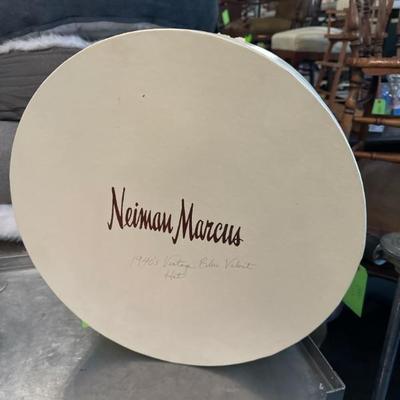 Neiman Marcus
1940's Vintage Blue Velvet
Hat